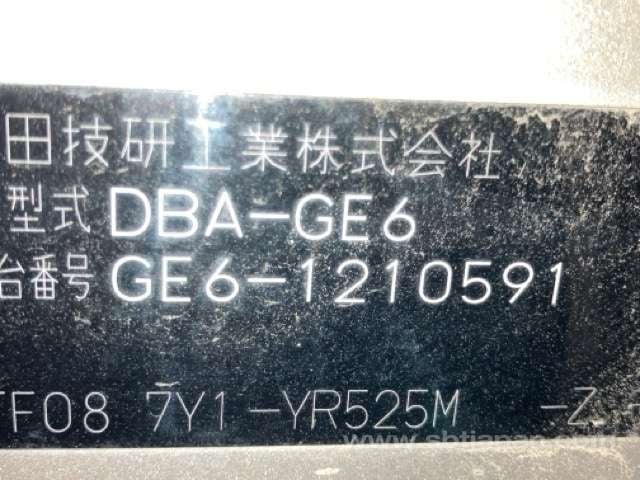 田技研工業株式会社
型式 DBA-GE6
台番号 GE6-1210591
TF08 7Y1-YR525M -Z-
www.sbtjapan.com